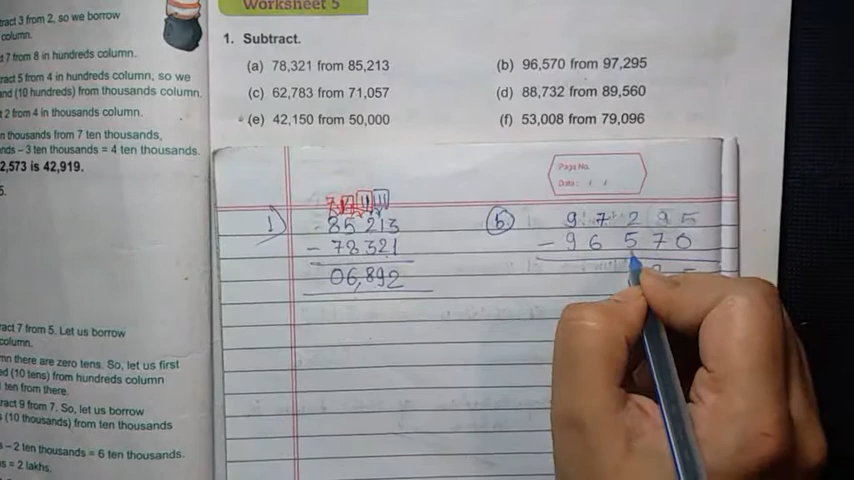 Worksheet 5
1. Subtract.
(a) 78,321 from 85,213
(b) 96,570 from 97,295
(c) 62,783 from 71,057
(d) 88,732 from 89,560
(e) 42,150 from 50,000
(f) 53,008 from 79,096
ract 3 from 2, so we borrow
column.
t 7 from 8 in hundreds column.
ract 5 from 4 in hundreds column, so we
and (10 hundreds) from thousands column.
t 2 from 4 in thousands column.
n thousands from 7 ten thousands,
nds – 3 ten thousands = 4 ten thousands.
2,573 is 42,919.
5.
ract 7 from 5. Let us borrow
column.
mn there are zero tens. So, let us first
ed (10 tens) from hundreds column
ten from there.
ract 9 from 7. So, let us borrow
s (10 thousands) from ten thousands
s – 2 ten thousands = 6 ten thousands.
s = 2 lakhs.
Page No.
Date: / /
1)
85213
- 78321
06,892
(b)
97295
- 96570